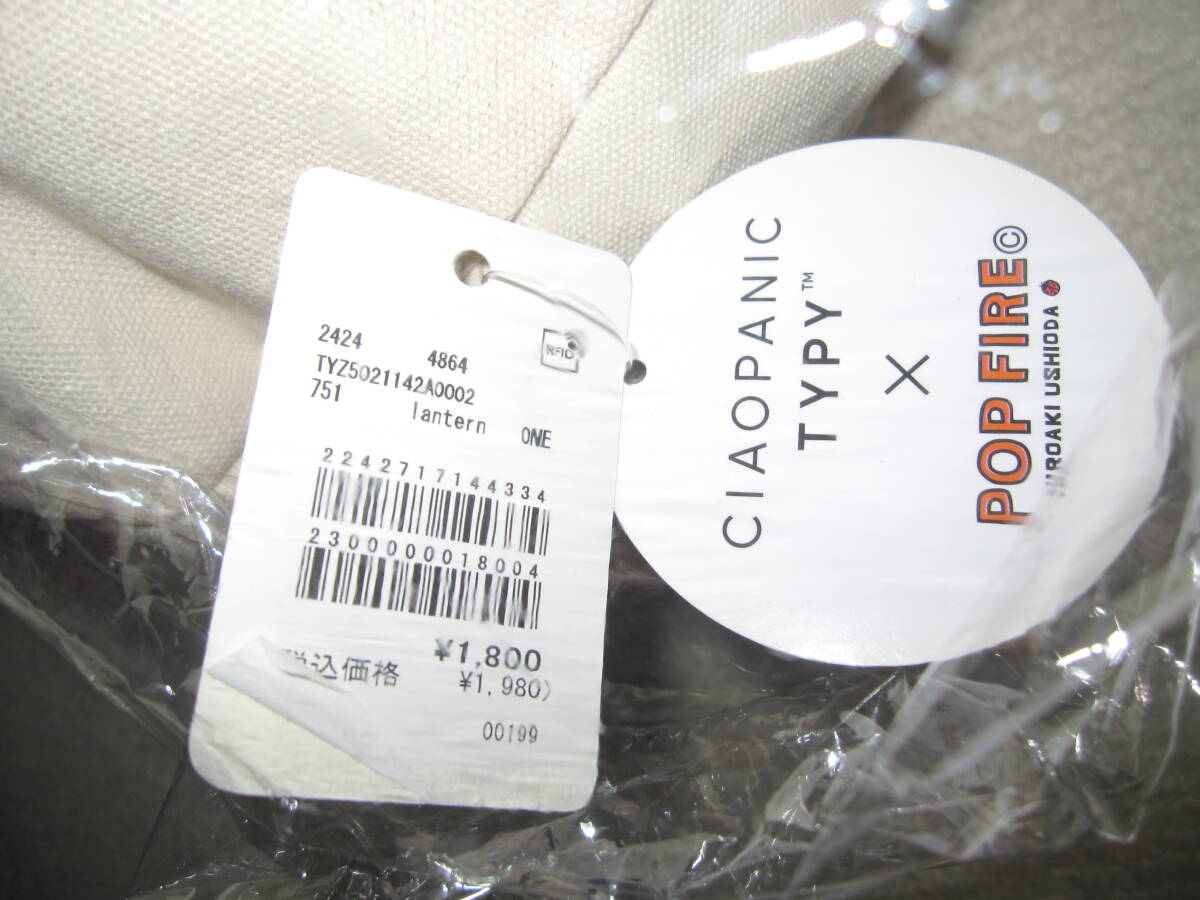 2424 4864
RFID
TYZ5021142A0002
751 lantern ONE
2242717144334
2300000018004
¥1,800
税込価格 ¥1,980)
00199
CIAOPANIC
TYPY™
×
POP FIRE©
HIROAKI USHIODA